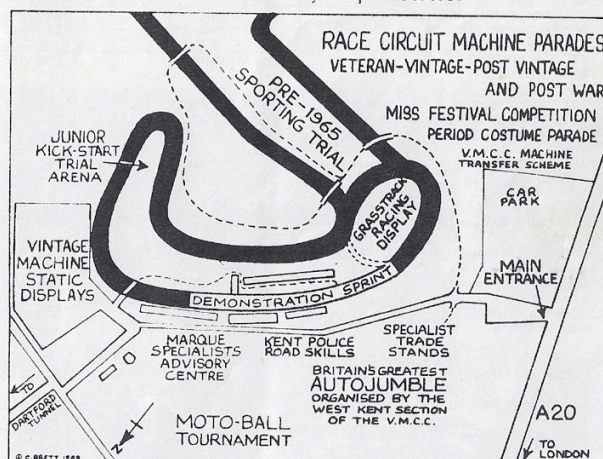 RACE CIRCUIT MACHINE PARADES
VETERAN-VINTAGE-POST VINTAGE
AND POST WAR
MISS FESTIVAL COMPETITION
PERIOD COSTUME PARADE
V.M.C.C. MACHINE
TRANSFER SCHEME
PRE-1965
SPORTING TRIAL
JUNIOR
KICK-START
TRIAL
ARENA
GRASSTRACK
RACING
DISPLAY
CAR
PARK
VINTAGE
MACHINE
STATIC
DISPLAYS
MAIN
ENTRANCE
DEMONSTRATION SPRINT
MARQUE
SPECIALISTS
ADVISORY
CENTRE
KENT POLICE
ROAD SKILLS
SPECIALIST
TRADE
STANDS
BRITAIN'S GREATEST
AUTOJUMBLE
ORGANISED BY THE
WEST KENT SECTION
OF THE V.M.C.C.
TO
DARTFORD
TUNNEL
N
MOTO-BALL
TOURNAMENT
A20
TO
LONDON